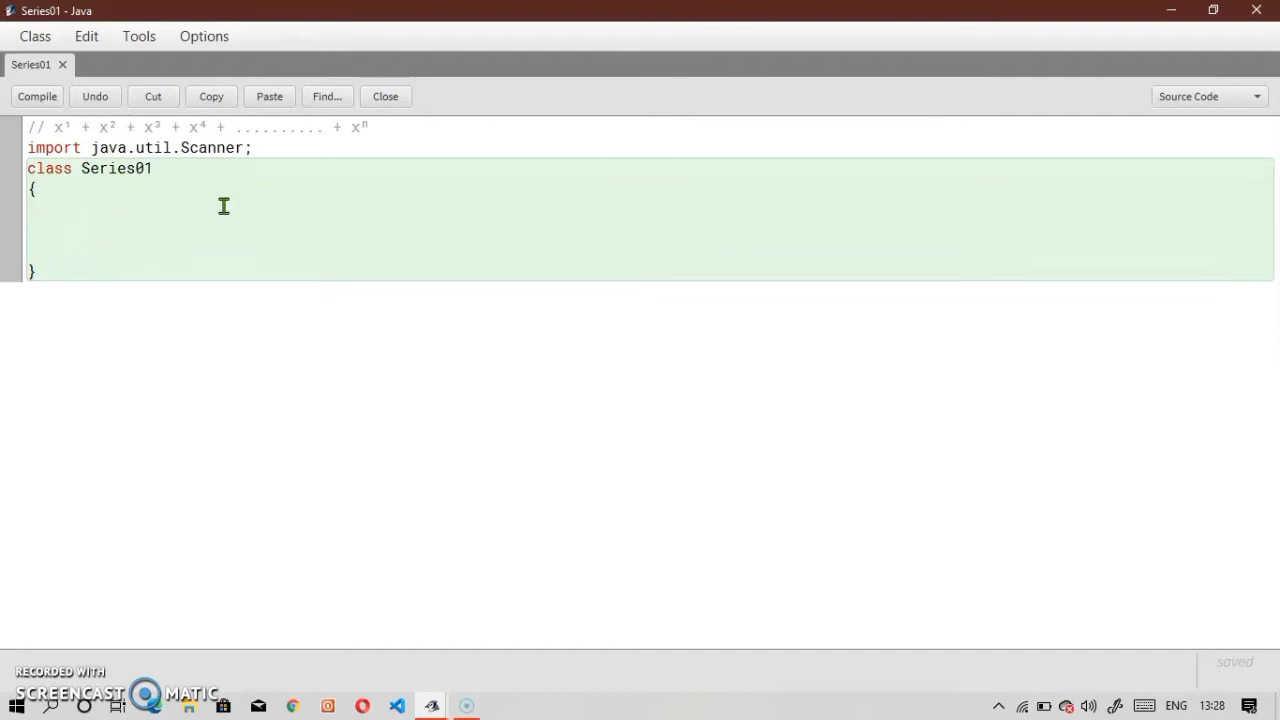 Series01 - Java
Class Edit Tools Options
Series01
Compile Undo Cut Copy Paste Find... Close Source Code
// x¹ + x² + x³ + x⁴ + .......... + xⁿ
import java.util.Scanner;
class Series01
{
}
saved
RECORDED WITH
SCREENCAST MATIC
ENG 13:28